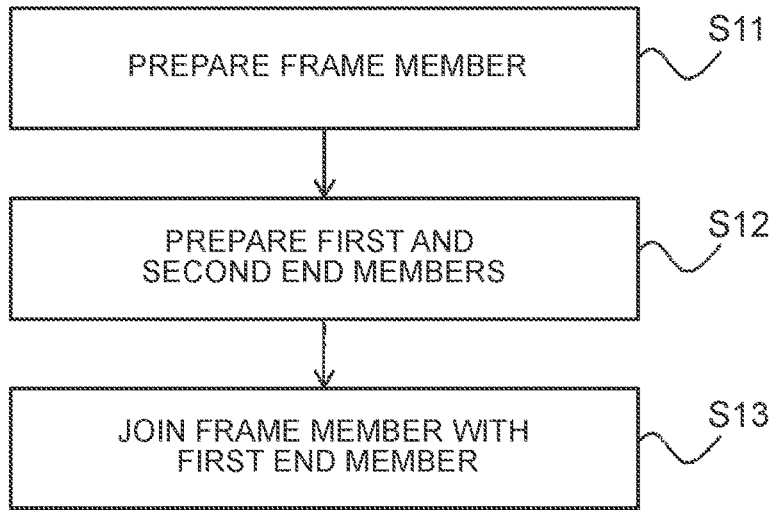 S11
PREPARE FRAME MEMBER
S12
PREPARE FIRST AND
SECOND END MEMBERS
S13
JOIN FRAME MEMBER WITH
FIRST END MEMBER